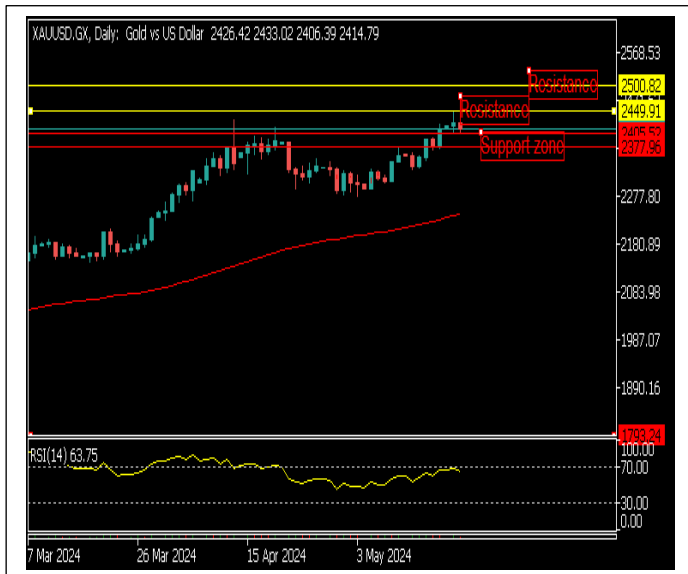 XAUUSD.GX, Daily: Gold vs US Dollar 2426.42 2433.02 2406.39 2414.79
2568.53
Resistance
2500.82
Resistance
2449.91
2405.52
Support zone
2377.96
2277.80
2180.89
2083.98
1987.07
1890.16
1793.24
RSI(14) 63.75
100.00
70.00
30.00
0.00
7 Mar 2024 26 Mar 2024 15 Apr 2024 3 May 2024